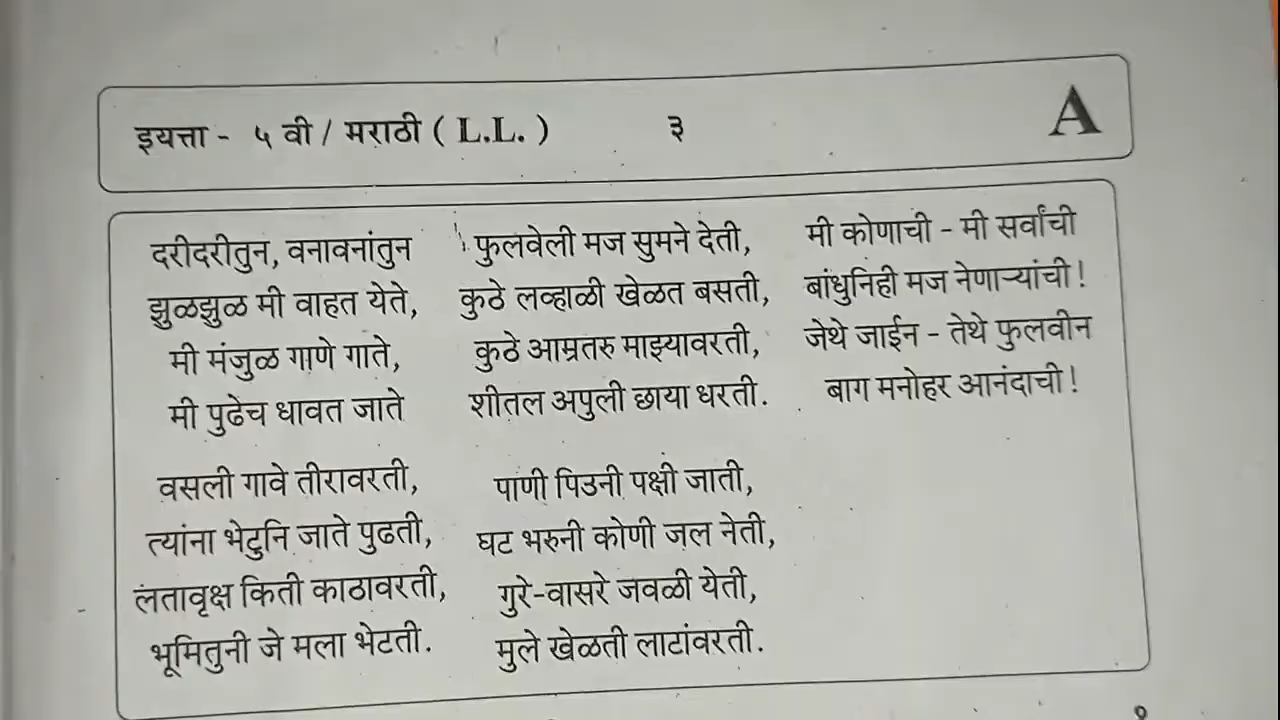 इयत्ता - ५ वी / मराठी ( L.L. ) ३ A
दरीदरीतुन, वनावनांतुन
झुळझुळ मी वाहत येते,
मी मंजुळ गाणे गाते,
मी पुढेच धावत जाते
वसली गावे तीरावरती,
त्यांना भेटुनि जाते पुढती,
लतावृक्ष किती काठावरती,
भूमितुनी जे मला भेटती.
फुलवेली मज सुमने देती,
कुठे लव्हाळी खेळत बसती,
कुठे आम्रतरु माझ्यावरती,
शीतल अपुली छाया धरती.
पाणी पिउनी पक्षी जाती,
घट भरुनी कोणी जल नेती,
गुरे-वासरे जवळी येती,
मुले खेळती लाटांवरती.
मी कोणाची - मी सर्वांची
बांधुनिही मज नेणाऱ्यांची !
जेथे जाईन - तेथे फुलवीन
बाग मनोहर आनंदाची !